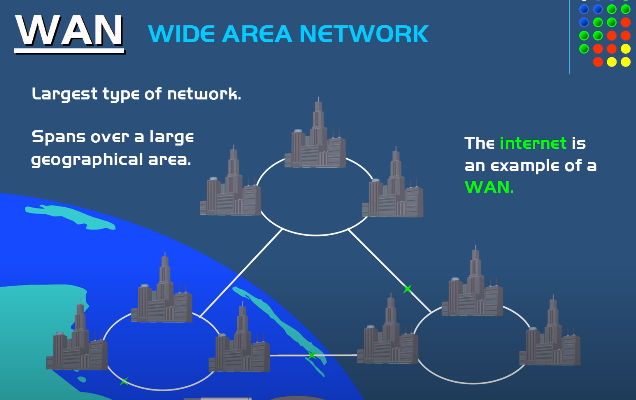 WAN
WIDE AREA NETWORK
Largest type of network.
Spans over a large
geographical area.
The internet is
an example of a
WAN.